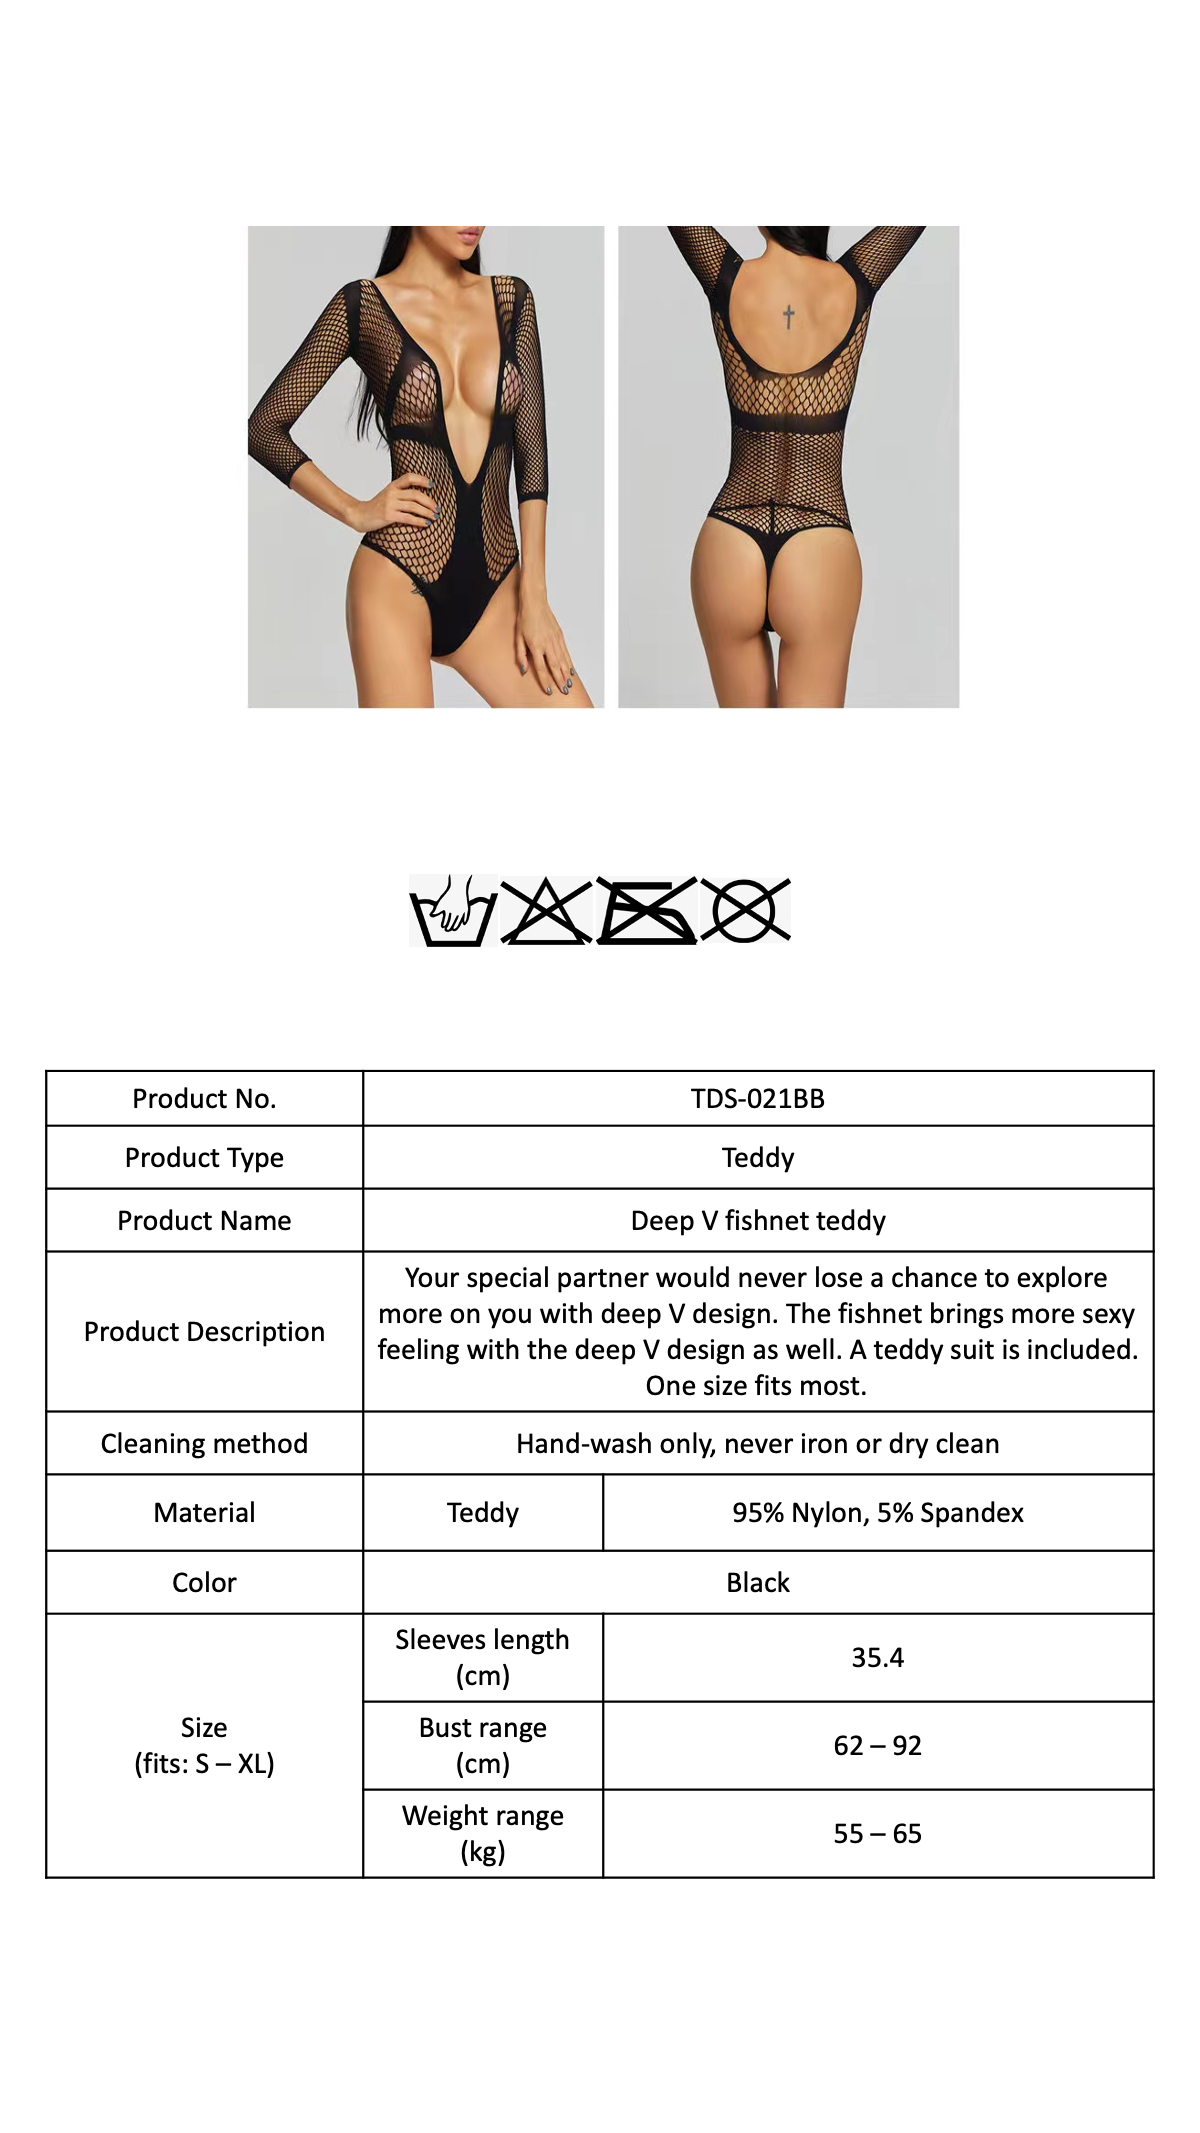 Product No.
TDS-021BB
Product Type
Teddy
Product Name
Deep V fishnet teddy
Product Description
Your special partner would never lose a chance to explore
more on you with deep V design. The fishnet brings more sexy
feeling with the deep V design as well. A teddy suit is included.
One size fits most.
Cleaning method
Hand-wash only, never iron or dry clean
Material
Teddy
95% Nylon, 5% Spandex
Color
Black
Size
(fits: S – XL)
Sleeves length
(cm)
35.4
Bust range
(cm)
62 – 92
Weight range
(kg)
55 – 65